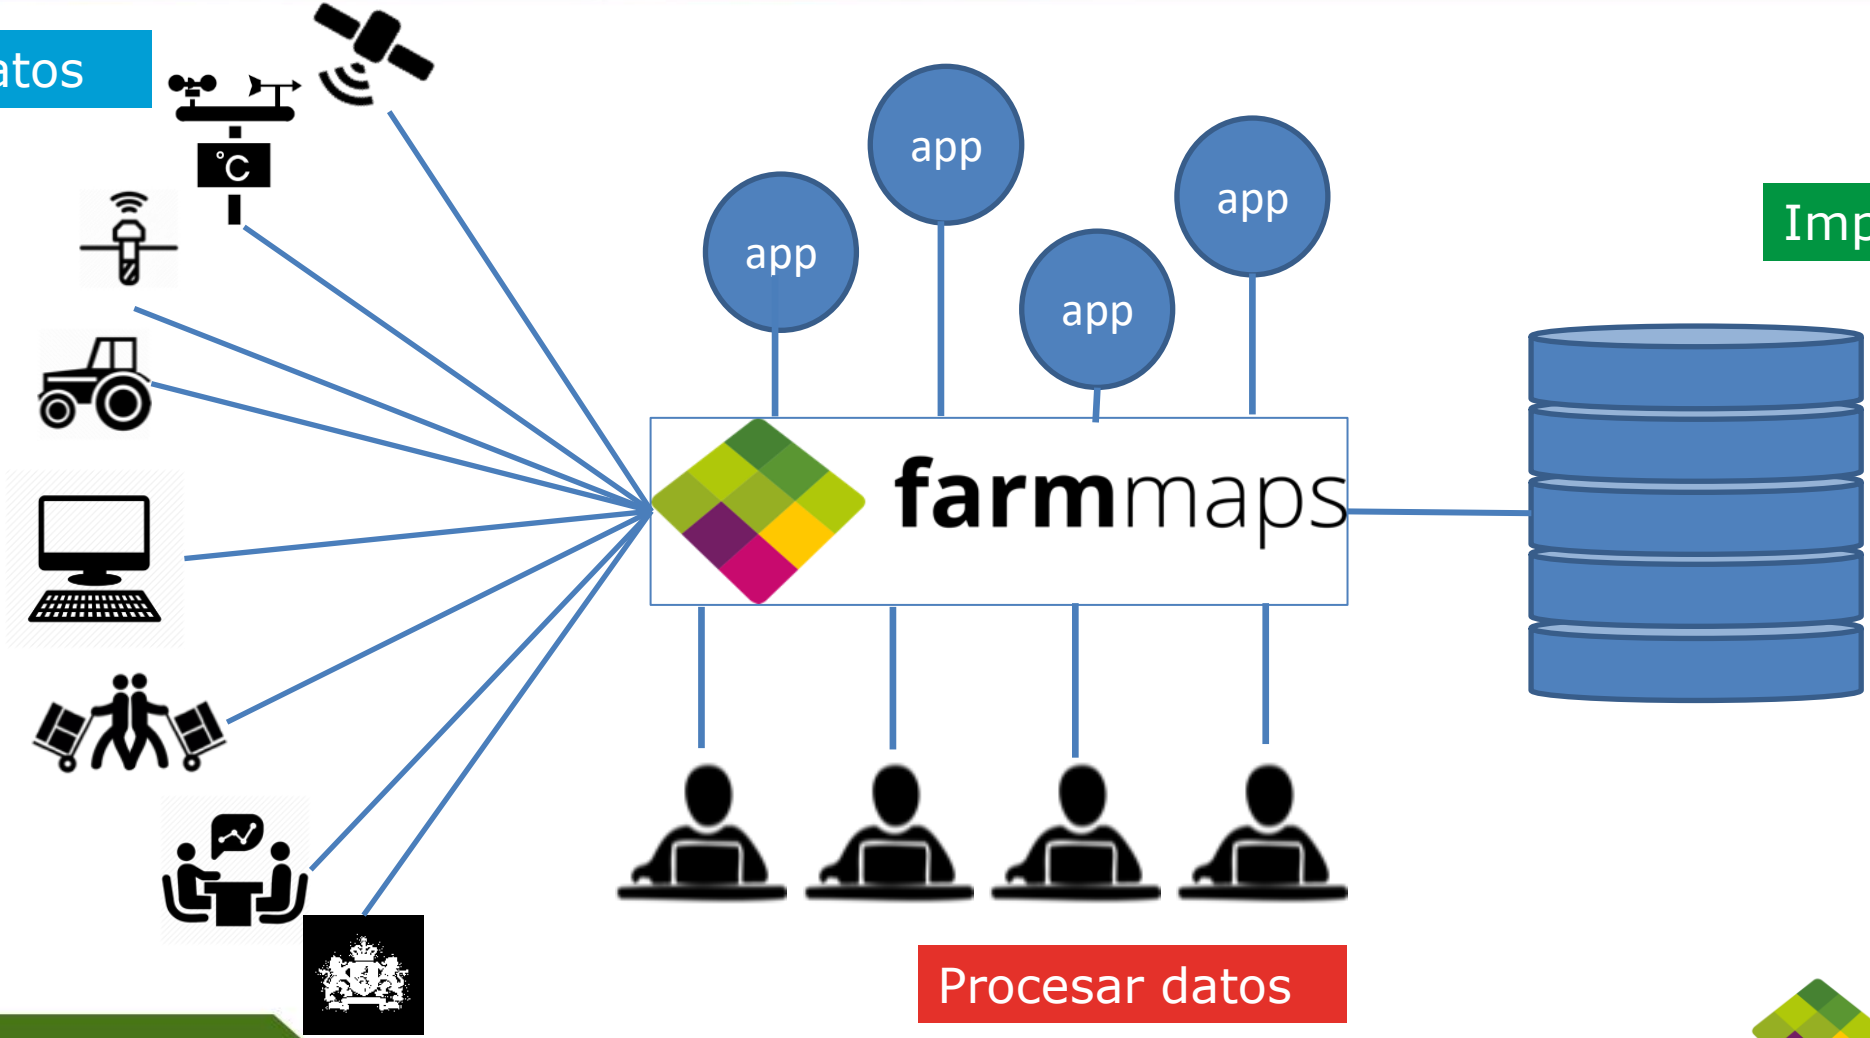 atos
°C
app
app
app
app
Imp
farmmaps
Procesar datos